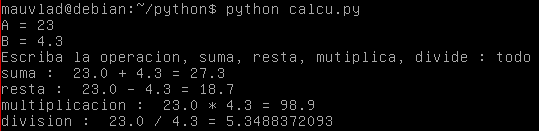 mauvlad@debian:~/python$ python calcu.py
A = 23
B = 4.3
Escriba la operacion, suma, resta, mutiplica, divide : todo
suma :  23.0 + 4.3 = 27.3
resta :  23.0 - 4.3 = 18.7
multiplicacion :  23.0 * 4.3 = 98.9
division :  23.0 / 4.3 = 5.3488372093